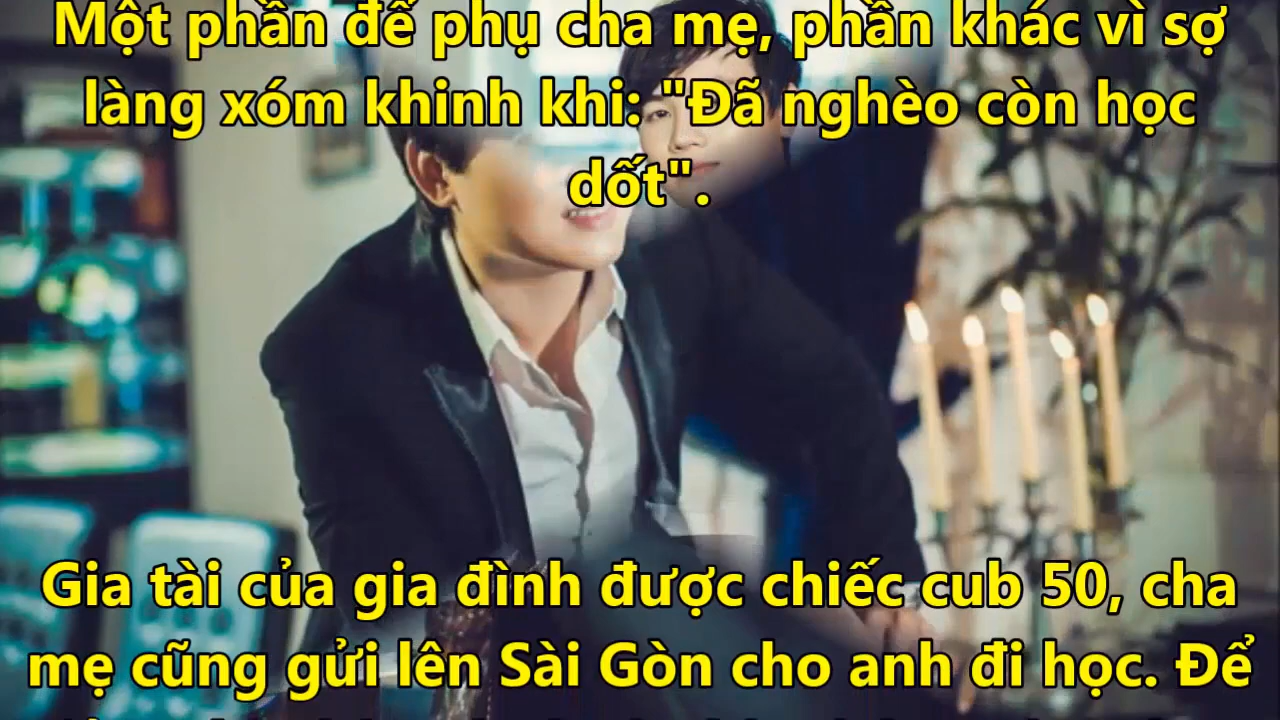 Một phần để phụ cha mẹ, phần khác vì sợ
làng xóm khinh khi: "Đã nghèo còn học
dốt".
Gia tài của gia đình được chiếc cub 50, cha
mẹ cũng gửi lên Sài Gòn cho anh đi học. Để